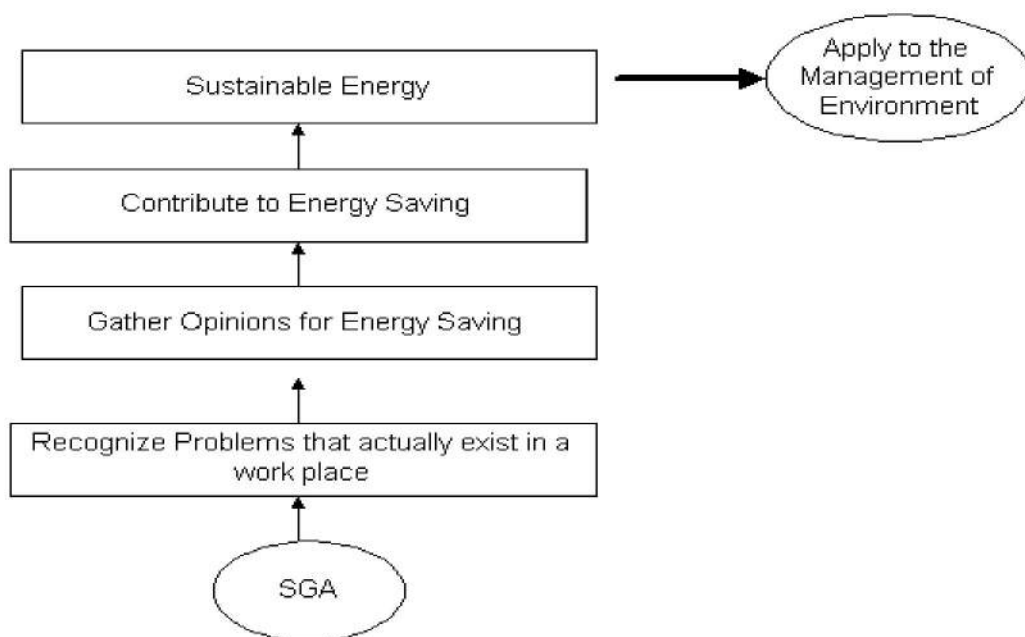 Sustainable Energy
Apply to the
Management of
Environment
Contribute to Energy Saving
Gather Opinions for Energy Saving
Recognize Problems that actually exist in a
work place
SGA